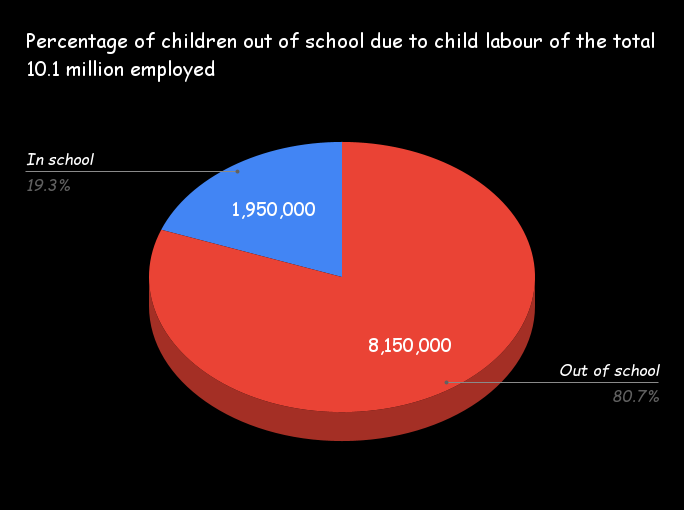 Percentage of children out of school due to child labour of the total
10.1 million employed
In school
19.3%
1,950,000
8,150,000
Out of school
80.7%